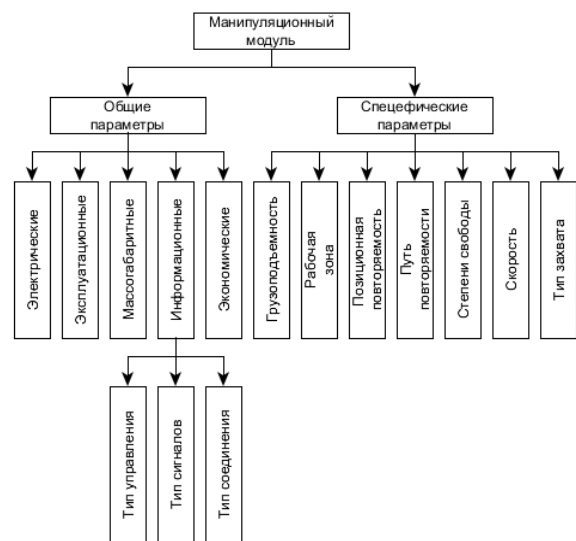 Манипуляционный
модуль
Общие
параметры
Спецефические
параметры
Электрические
Эксплуатационные
Массогабаритные
Информационные
Экономические
Грузоподъемность
Рабочая
зона
Позиционная
повторяемость
Путь
повторяемости
Степени свободы
Скорость
Тип захвата
Тип управления
Тип сигналов
Тип соединения